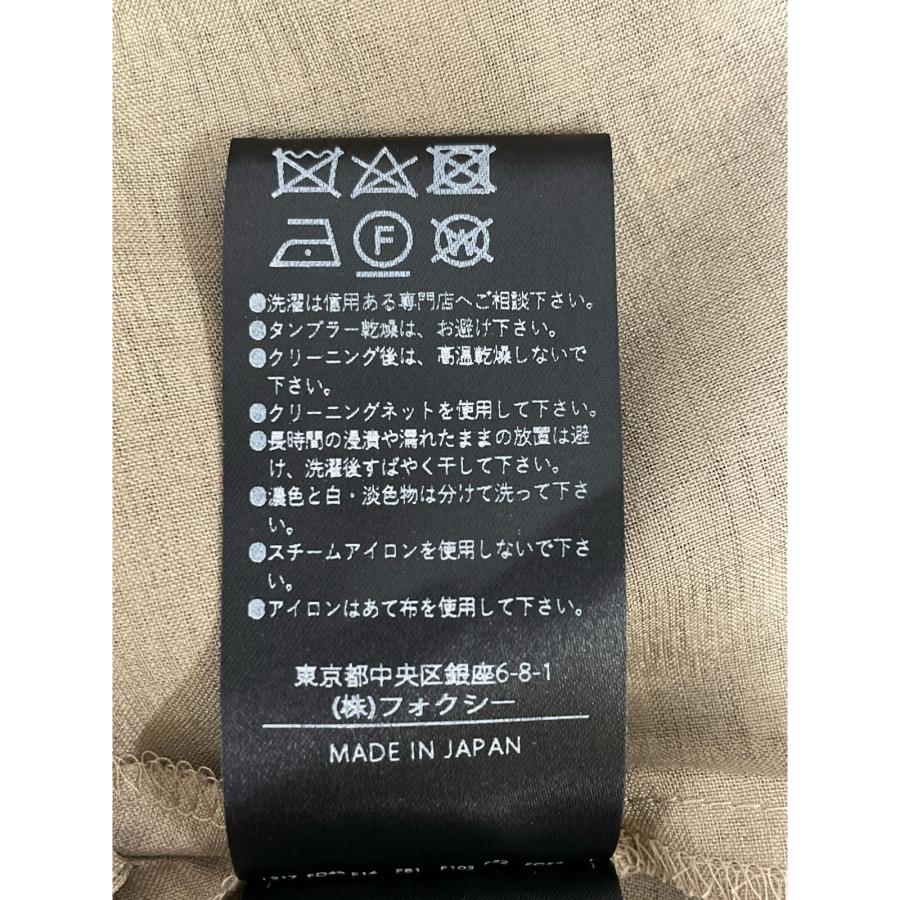 F W
●洗濯は信用ある専門店へご相談下さい。
●タンブラー乾燥は、お避け下さい。
●クリーニング後は、高温乾燥しないで
下さい。
●クリーニングネットを使用して下さい。
●長時間の浸漬や濡れたままの放置は避
け、洗濯後すばやく干して下さい。
●濃色と白・淡色物は分けて洗って下さ
い。
●スチームアイロンを使用しないで下さ
い。
●アイロンはあて布を使用して下さい。
東京都中央区銀座6-8-1
(株)フォクシー
MADE IN JAPAN